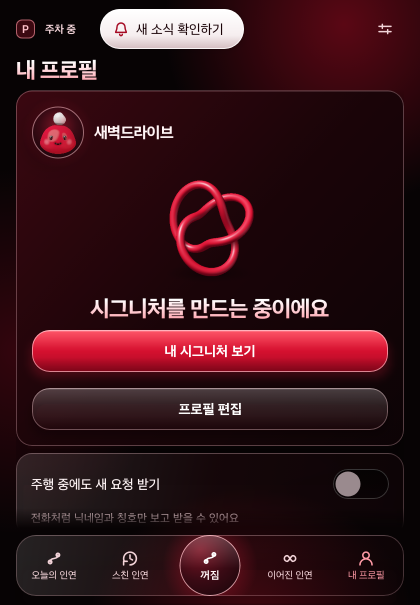 P 주차 중
새 소식 확인하기
내 프로필
새벽드라이브
시그니처를 만드는 중이에요
내 시그니처 보기
프로필 편집
주행 중에도 새 요청 받기
전화처럼 닉네임과 칭호만 보고 받을 수 있어요
오늘의 인연
스친 인연
꺼짐
이어진 인연
내 프로필